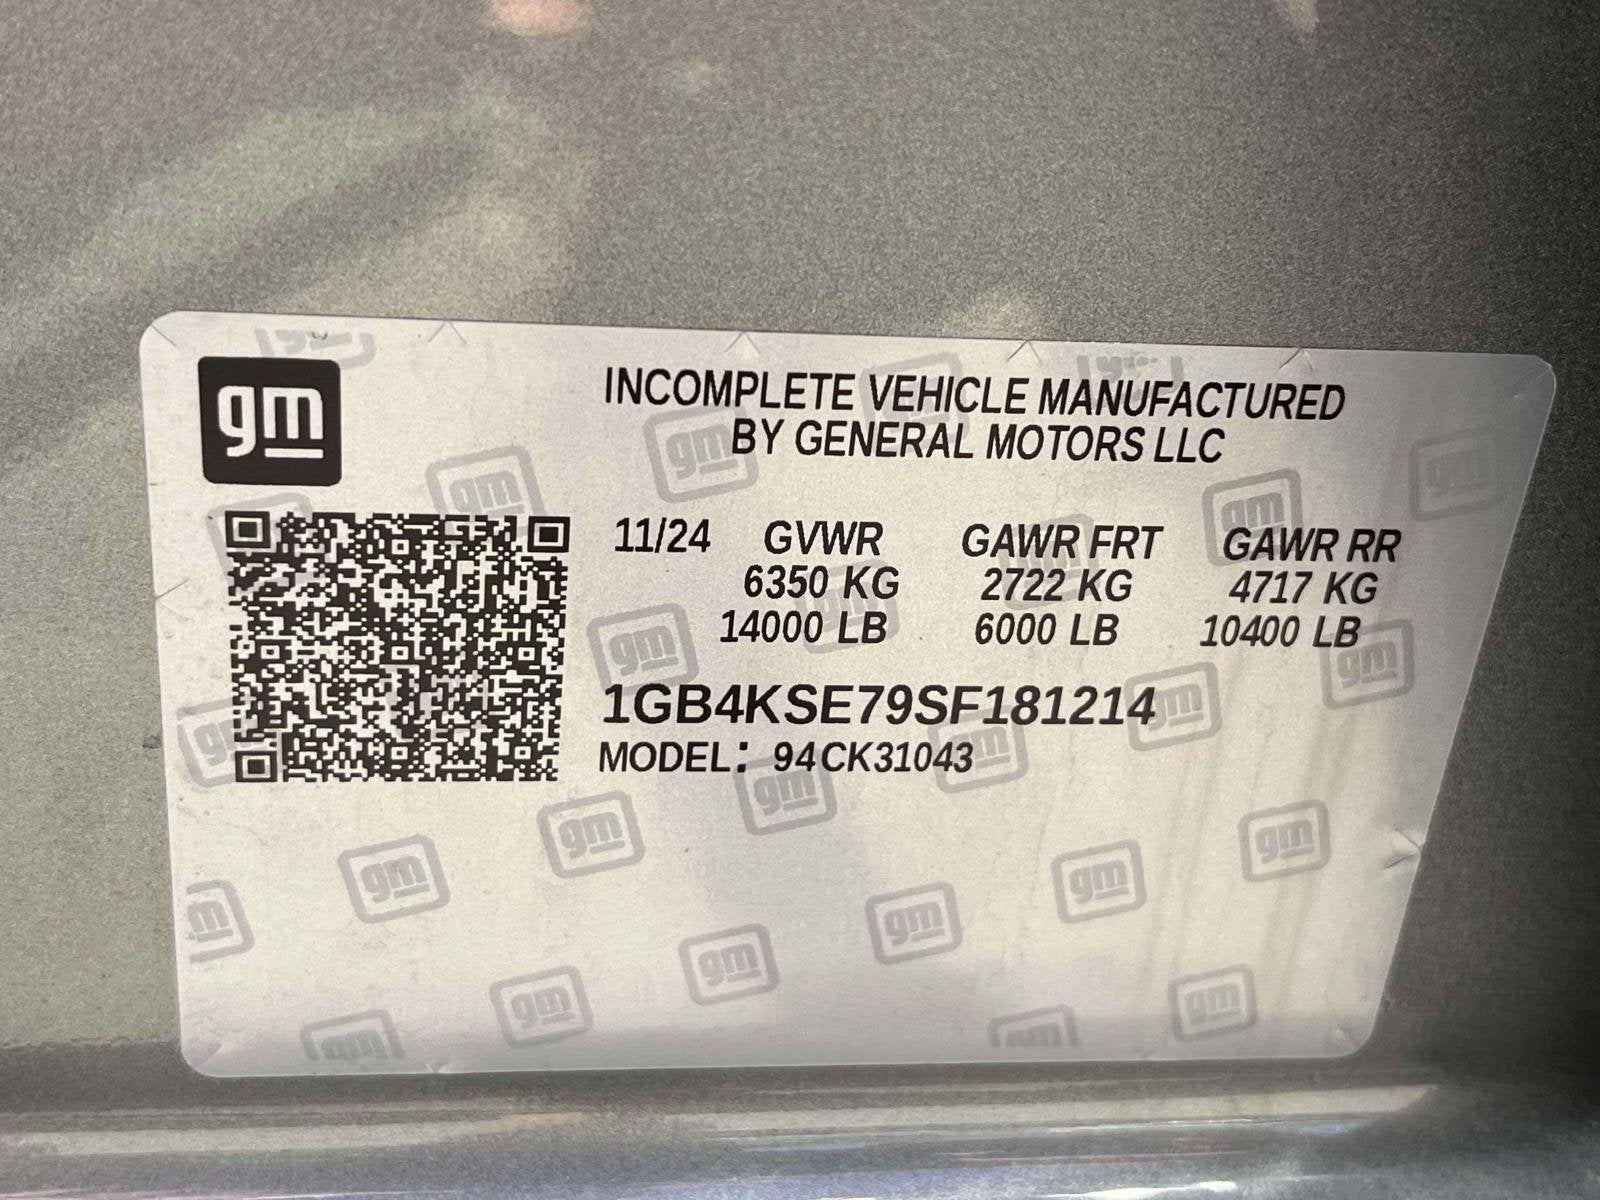 gm
INCOMPLETE VEHICLE MANUFACTURED
BY GENERAL MOTORS LLC
11/24 GVWR GAWR FRT GAWR RR
6350 KG 2722 KG 4717 KG
14000 LB 6000 LB 10400 LB
1GB4KSE79SF181214
MODEL: 94CK31043